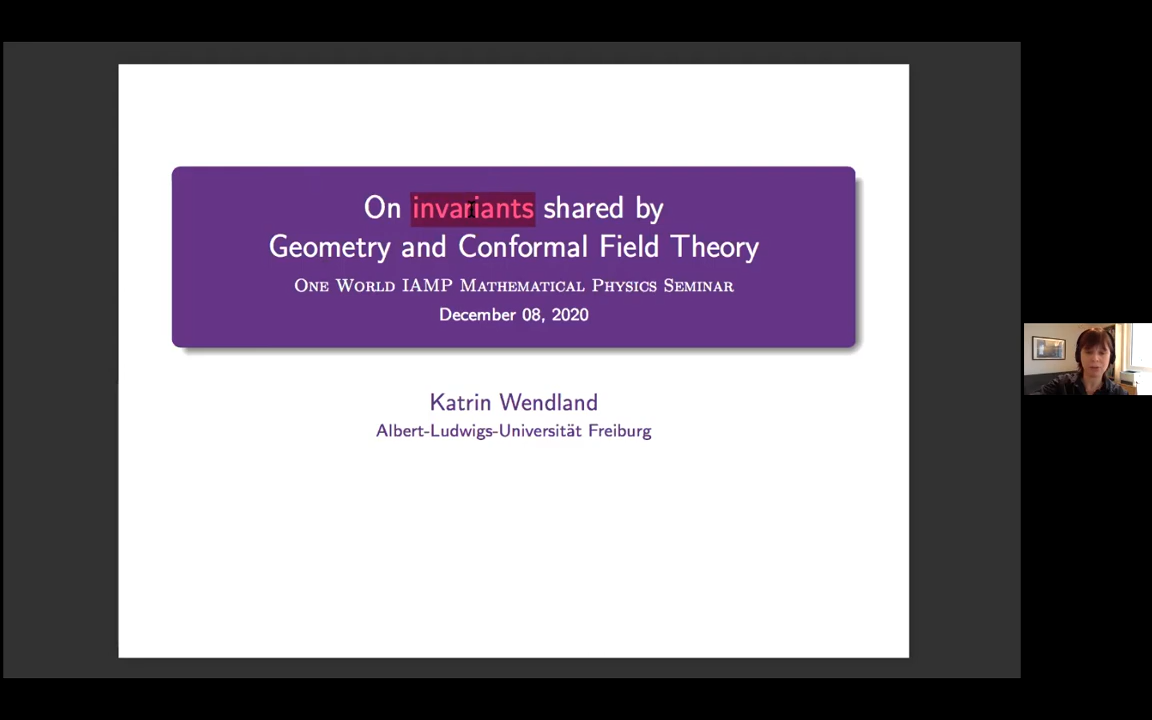 On invariants shared by
Geometry and Conformal Field Theory
One World IAMP Mathematical Physics Seminar
December 08, 2020
Katrin Wendland
Albert-Ludwigs-Universität Freiburg